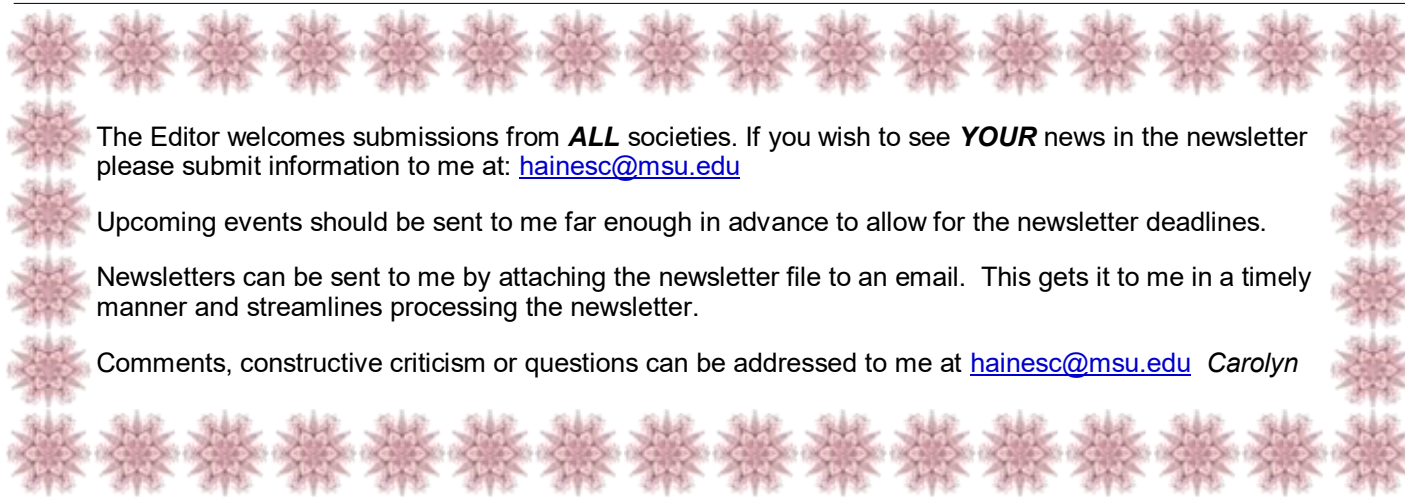 The Editor welcomes submissions from ALL societies. If you wish to see YOUR news in the newsletter
please submit information to me at: hainesc@msu.edu
Upcoming events should be sent to me far enough in advance to allow for the newsletter deadlines.
Newsletters can be sent to me by attaching the newsletter file to an email.  This gets it to me in a timely
manner and streamlines processing the newsletter.
Comments, constructive criticism or questions can be addressed to me at hainesc@msu.edu  Carolyn